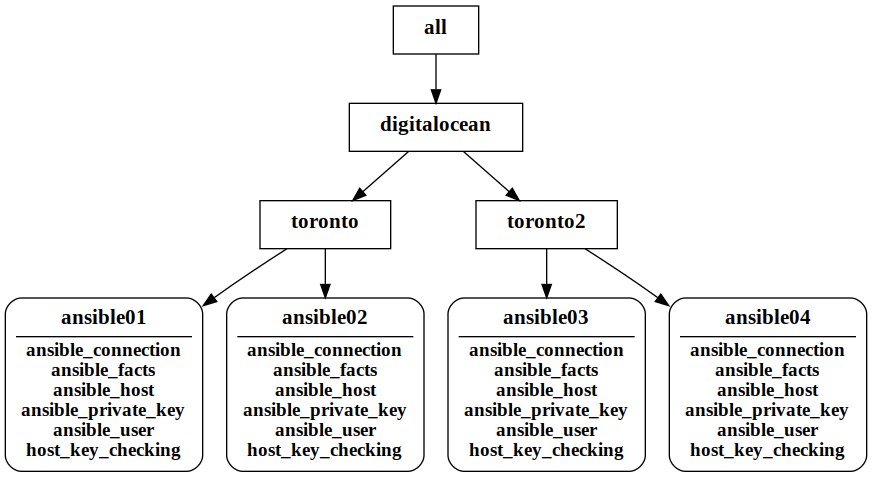 all
digitalocean
toronto
toronto2
ansible01
ansible_connection
ansible_facts
ansible_host
ansible_private_key
ansible_user
host_key_checking
ansible02
ansible_connection
ansible_facts
ansible_host
ansible_private_key
ansible_user
host_key_checking
ansible03
ansible_connection
ansible_facts
ansible_host
ansible_private_key
ansible_user
host_key_checking
ansible04
ansible_connection
ansible_facts
ansible_host
ansible_private_key
ansible_user
host_key_checking